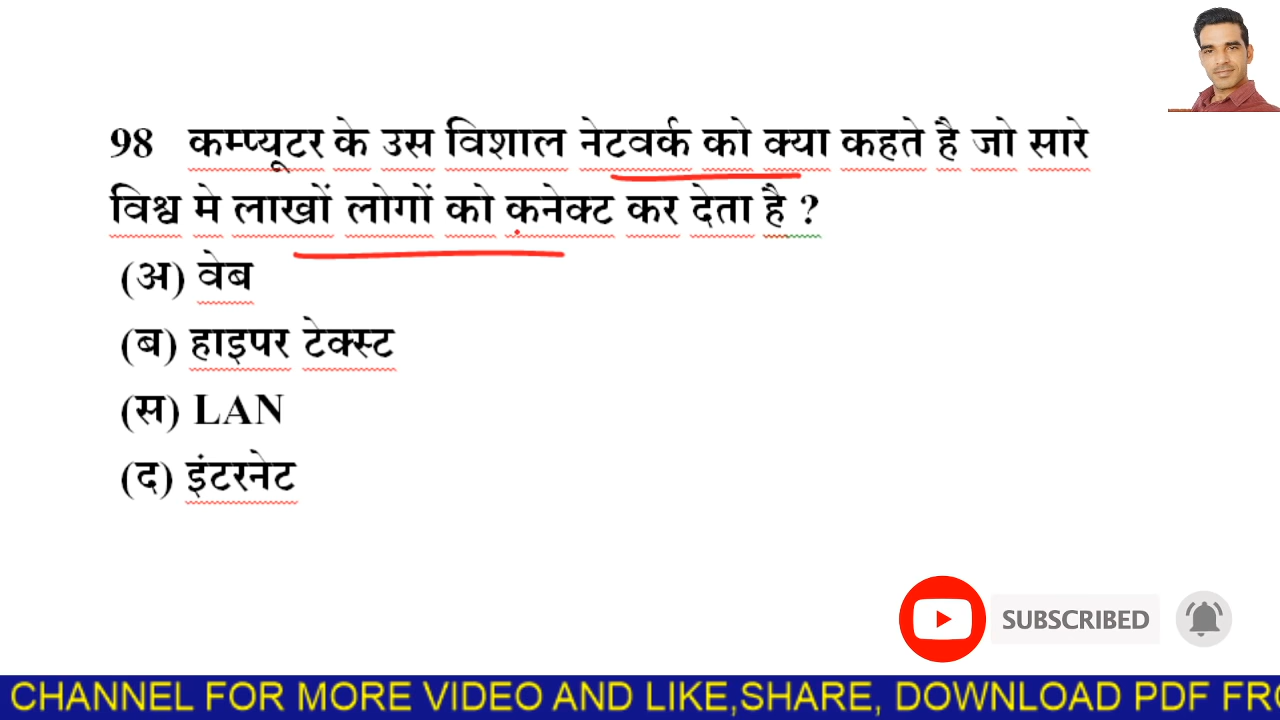 98 कम्प्यूटर के उस विशाल नेटवर्क को क्या कहते है जो सारे
विश्व मे लाखों लोगों को कनेक्ट कर देता है ?
(अ) वेब
(ब) हाइपर टेक्स्ट
(स) LAN
(द) इंटरनेट
SUBSCRIBED
CHANNEL FOR MORE VIDEO AND LIKE,SHARE, DOWNLOAD PDF FRO